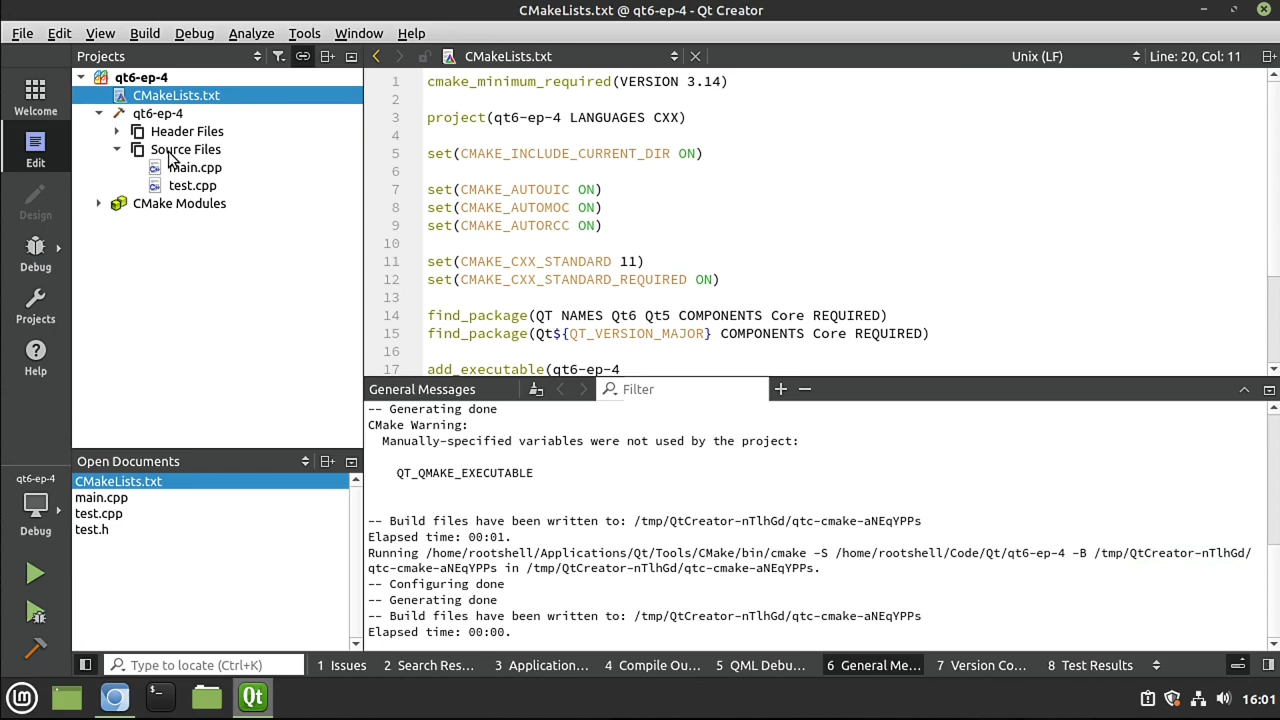 CMakeLists.txt @ qt6-ep-4 - Qt Creator
File Edit View Build Debug Analyze Tools Window Help
Projects
CMakeLists.txt
Unix (LF)
Line: 20, Col: 11
Welcome
Edit
Design
Debug
Projects
Help
qt6-ep-4
Debug
qt6-ep-4
CMakeLists.txt
qt6-ep-4
Header Files
Source Files
main.cpp
test.cpp
CMake Modules
Open Documents
CMakeLists.txt
main.cpp
test.cpp
test.h
1 cmake_minimum_required(VERSION 3.14)
2
3 project(qt6-ep-4 LANGUAGES CXX)
4
5 set(CMAKE_INCLUDE_CURRENT_DIR ON)
6
7 set(CMAKE_AUTOUIC ON)
8 set(CMAKE_AUTOMOC ON)
9 set(CMAKE_AUTORCC ON)
10
11 set(CMAKE_CXX_STANDARD 11)
12 set(CMAKE_CXX_STANDARD_REQUIRED ON)
13
14 find_package(QT NAMES Qt6 Qt5 COMPONENTS Core REQUIRED)
15 find_package(Qt${QT_VERSION_MAJOR} COMPONENTS Core REQUIRED)
16
17 add_executable(qt6-ep-4
General Messages
Filter
-- Generating done
CMake Warning:
Manually-specified variables were not used by the project:
QT_QMAKE_EXECUTABLE
-- Build files have been written to: /tmp/QtCreator-nTlhGd/qtc-cmake-aNEqYPPs
Elapsed time: 00:01.
Running /home/rootshell/Applications/Qt/Tools/CMake/bin/cmake -S /home/rootshell/Code/Qt/qt6-ep-4 -B /tmp/QtCreator-nTlhGd/
qtc-cmake-aNEqYPPs in /tmp/QtCreator-nTlhGd/qtc-cmake-aNEqYPPs.
-- Configuring done
-- Generating done
-- Build files have been written to: /tmp/QtCreator-nTlhGd/qtc-cmake-aNEqYPPs
Elapsed time: 00:00.
Type to locate (Ctrl+K)
1 Issues
2 Search Res...
3 Application...
4 Compile Ou...
5 QML Debu...
6 General Me...
7 Version Co...
8 Test Results
Qt
16:01